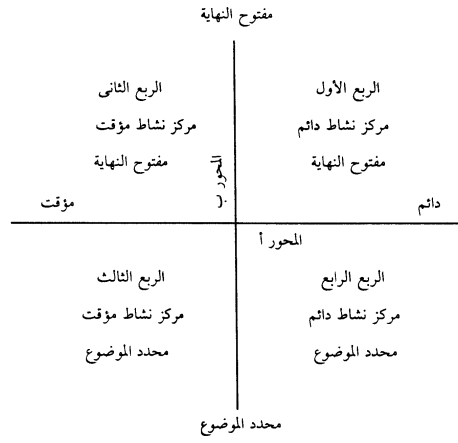 مفتوح النهاية
الربع الأول
مركز نشاط دائم
مفتوح النهاية
الربع الثانى
مركز نشاط مؤقت
مفتوح النهاية
المحور ب
دائم
مؤقت
المحور أ
الربع الرابع
مركز نشاط دائم
محدد الموضوع
الربع الثالث
مركز نشاط مؤقت
محدد الموضوع
محدد الموضوع